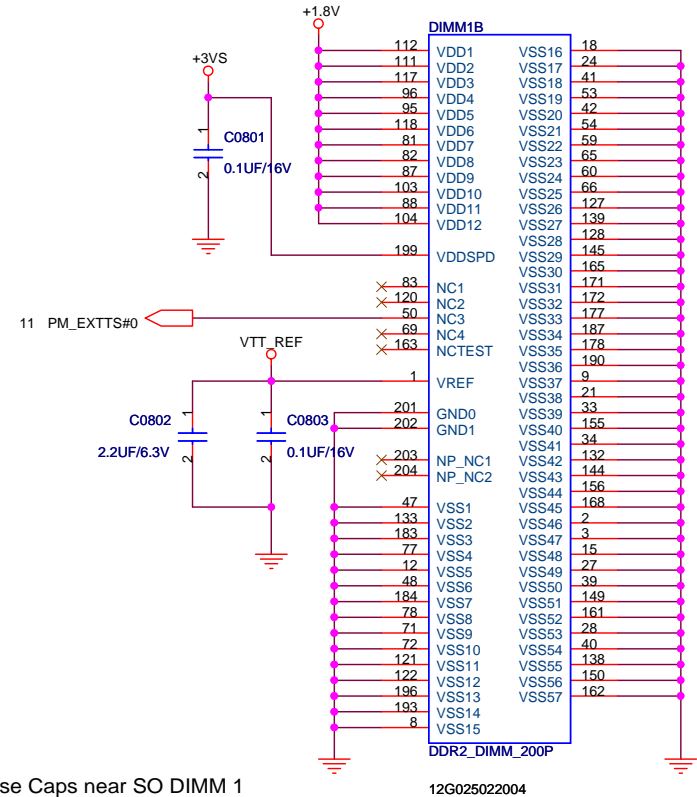 +1.8V
DIMM1B
+3VS
112 VDD1 VSS16 18
111 VDD2 VSS17 24
117 VDD3 VSS18 41
96 VDD4 VSS19 53
95 VDD5 VSS20 42
118 VDD6 VSS21 54
81 VDD7 VSS22 59
82 VDD8 VSS23 65
87 VDD9 VSS24 60
103 VDD10 VSS25 66
88 VDD11 VSS26 127
104 VDD12 VSS27 139
VSS28 128
199 VDDSPD VSS29 145
VSS30 165
83 NC1 VSS31 171
120 NC2 VSS32 172
50 NC3 VSS33 177
69 NC4 VSS34 187
163 NCTEST VSS35 178
VSS36 190
1 VREF VSS37 9
VSS38 21
201 GND0 VSS39 33
202 GND1 VSS40 155
VSS41 34
203 NP_NC1 VSS42 132
204 NP_NC2 VSS43 144
VSS44 156
47 VSS1 VSS45 168
133 VSS2 VSS46 2
183 VSS3 VSS47 3
77 VSS4 VSS48 15
12 VSS5 VSS49 27
48 VSS6 VSS50 39
184 VSS7 VSS51 149
78 VSS8 VSS52 161
71 VSS9 VSS53 28
72 VSS10 VSS54 40
121 VSS11 VSS55 138
122 VSS12 VSS56 150
196 VSS13 VSS57 162
193 VSS14
8 VSS15
1
C0801
0.1UF/16V
2
11 PM_EXTTS#0
VTT_REF
1
C0802
2.2UF/6.3V
2
1
C0803
0.1UF/16V
2
DDR2_DIMM_200P
12G025022004
se Caps near SO DIMM 1